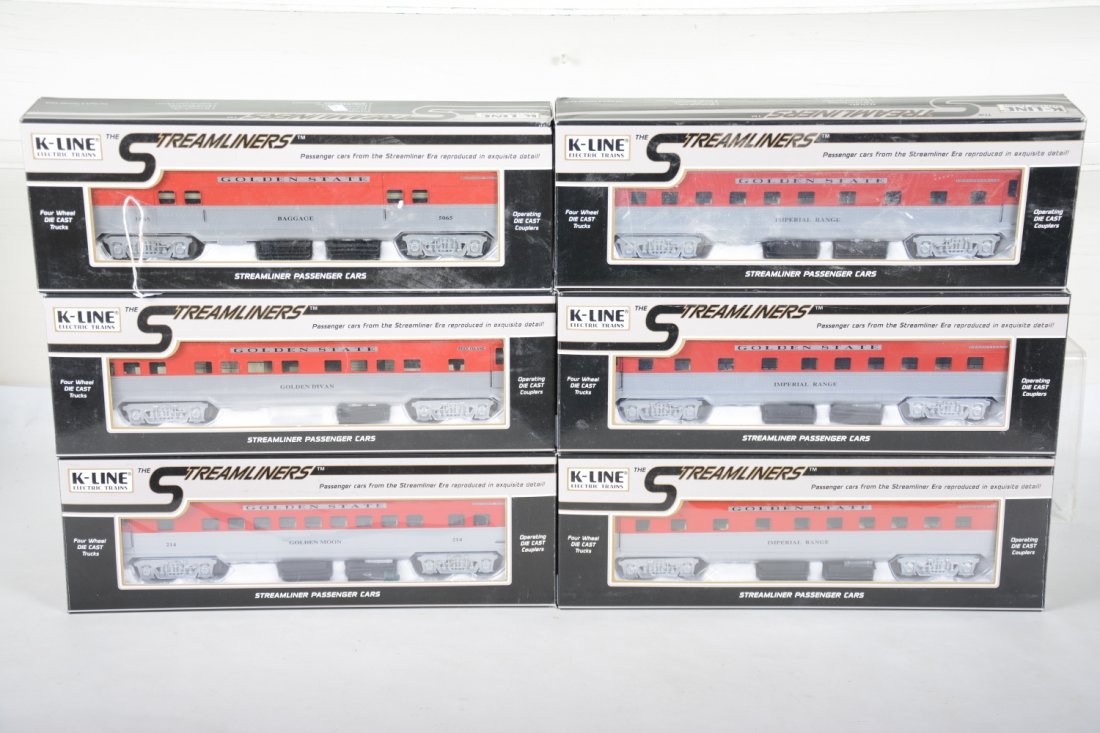 K-LINE®
ELECTRIC TRAINS
THE STREAMLINERS™
Passenger cars from the Streamliner Era reproduced in exquisite detail!
Four Wheel
DIE CAST
Trucks
GOLDEN STATE
BAGGAGE
5065
Operating
DIE CAST
Couplers
STREAMLINER PASSENGER CARS
K-LINE
STREAMLINERS
K-LINE®
ELECTRIC TRAINS
THE STREAMLINERS™
Passenger cars from the Streamliner Era reproduced in exquisite detail!
Four Wheel
DIE CAST
Trucks
GOLDEN STATE
IMPERIAL RANGE
Operating
DIE CAST
Couplers
STREAMLINER PASSENGER CARS
K-LINE®
ELECTRIC TRAINS
THE STREAMLINERS™
Passenger cars from the Streamliner Era reproduced in exquisite detail!
Four Wheel
DIE CAST
Trucks
GOLDEN STATE
GOLDEN DIVAN
Operating
DIE CAST
Couplers
STREAMLINER PASSENGER CARS
K-LINE®
ELECTRIC TRAINS
THE STREAMLINERS™
Passenger cars from the Streamliner Era reproduced in exquisite detail!
Four Wheel
DIE CAST
Trucks
GOLDEN STATE
IMPERIAL RANGE
Operating
DIE CAST
Couplers
STREAMLINER PASSENGER CARS
K-LINE®
ELECTRIC TRAINS
THE STREAMLINERS™
Passenger cars from the Streamliner Era reproduced in exquisite detail!
Four Wheel
DIE CAST
Trucks
GOLDEN STATE
214 GOLDEN MOON 214
Operating
DIE CAST
Couplers
STREAMLINER PASSENGER CARS
K-LINE®
ELECTRIC TRAINS
THE STREAMLINERS™
Passenger cars from the Streamliner Era reproduced in exquisite detail!
Four Wheel
DIE CAST
Trucks
GOLDEN STATE
IMPERIAL RANGE
Operating
DIE CAST
Couplers
STREAMLINER PASSENGER CARS